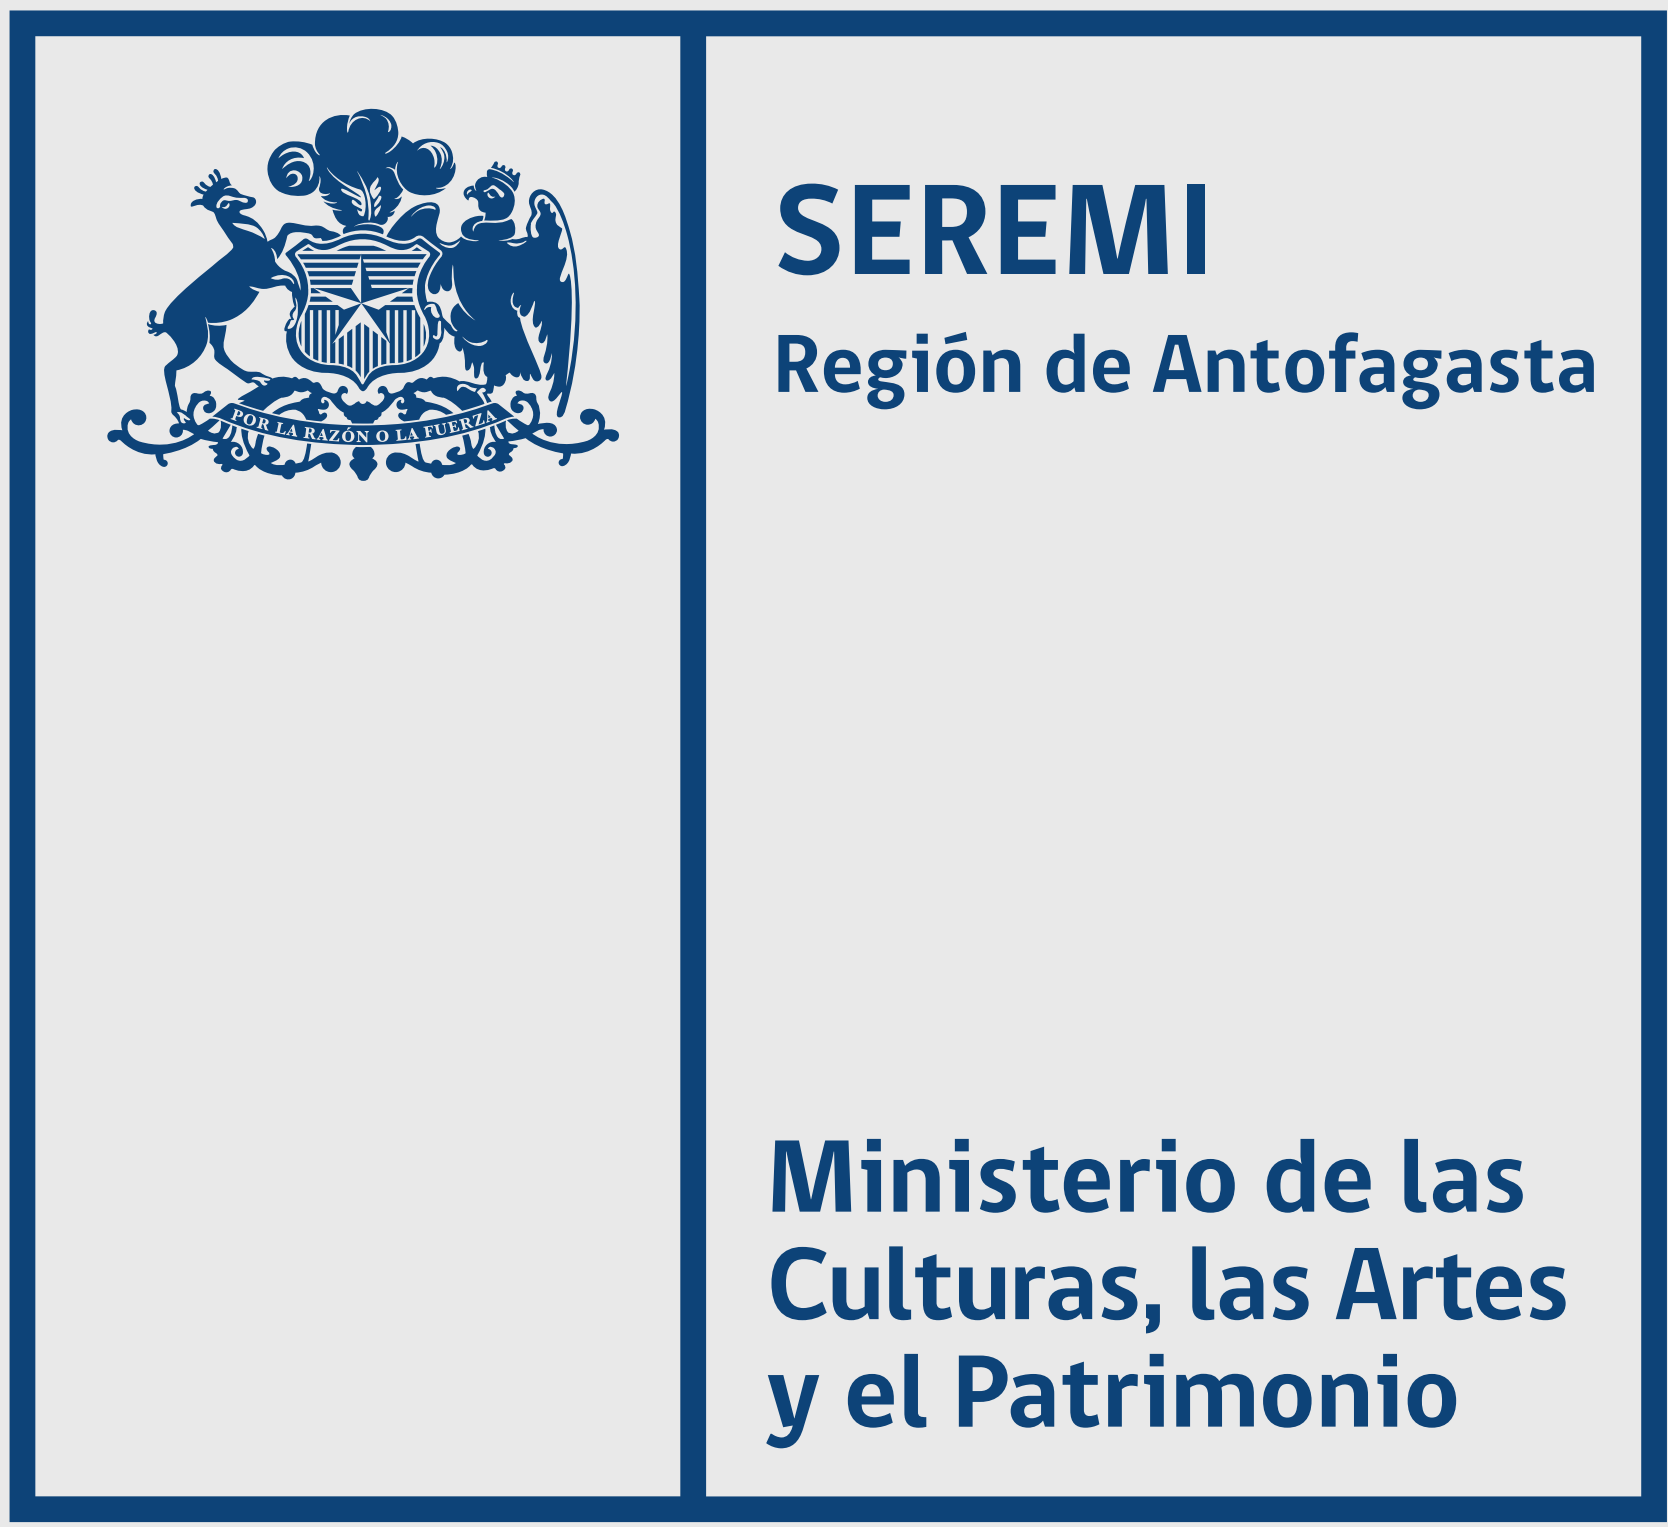 POR LA RAZÓN O LA FUERZA
SEREMI
Región de Antofagasta
Ministerio de las
Culturas, las Artes
y el Patrimonio